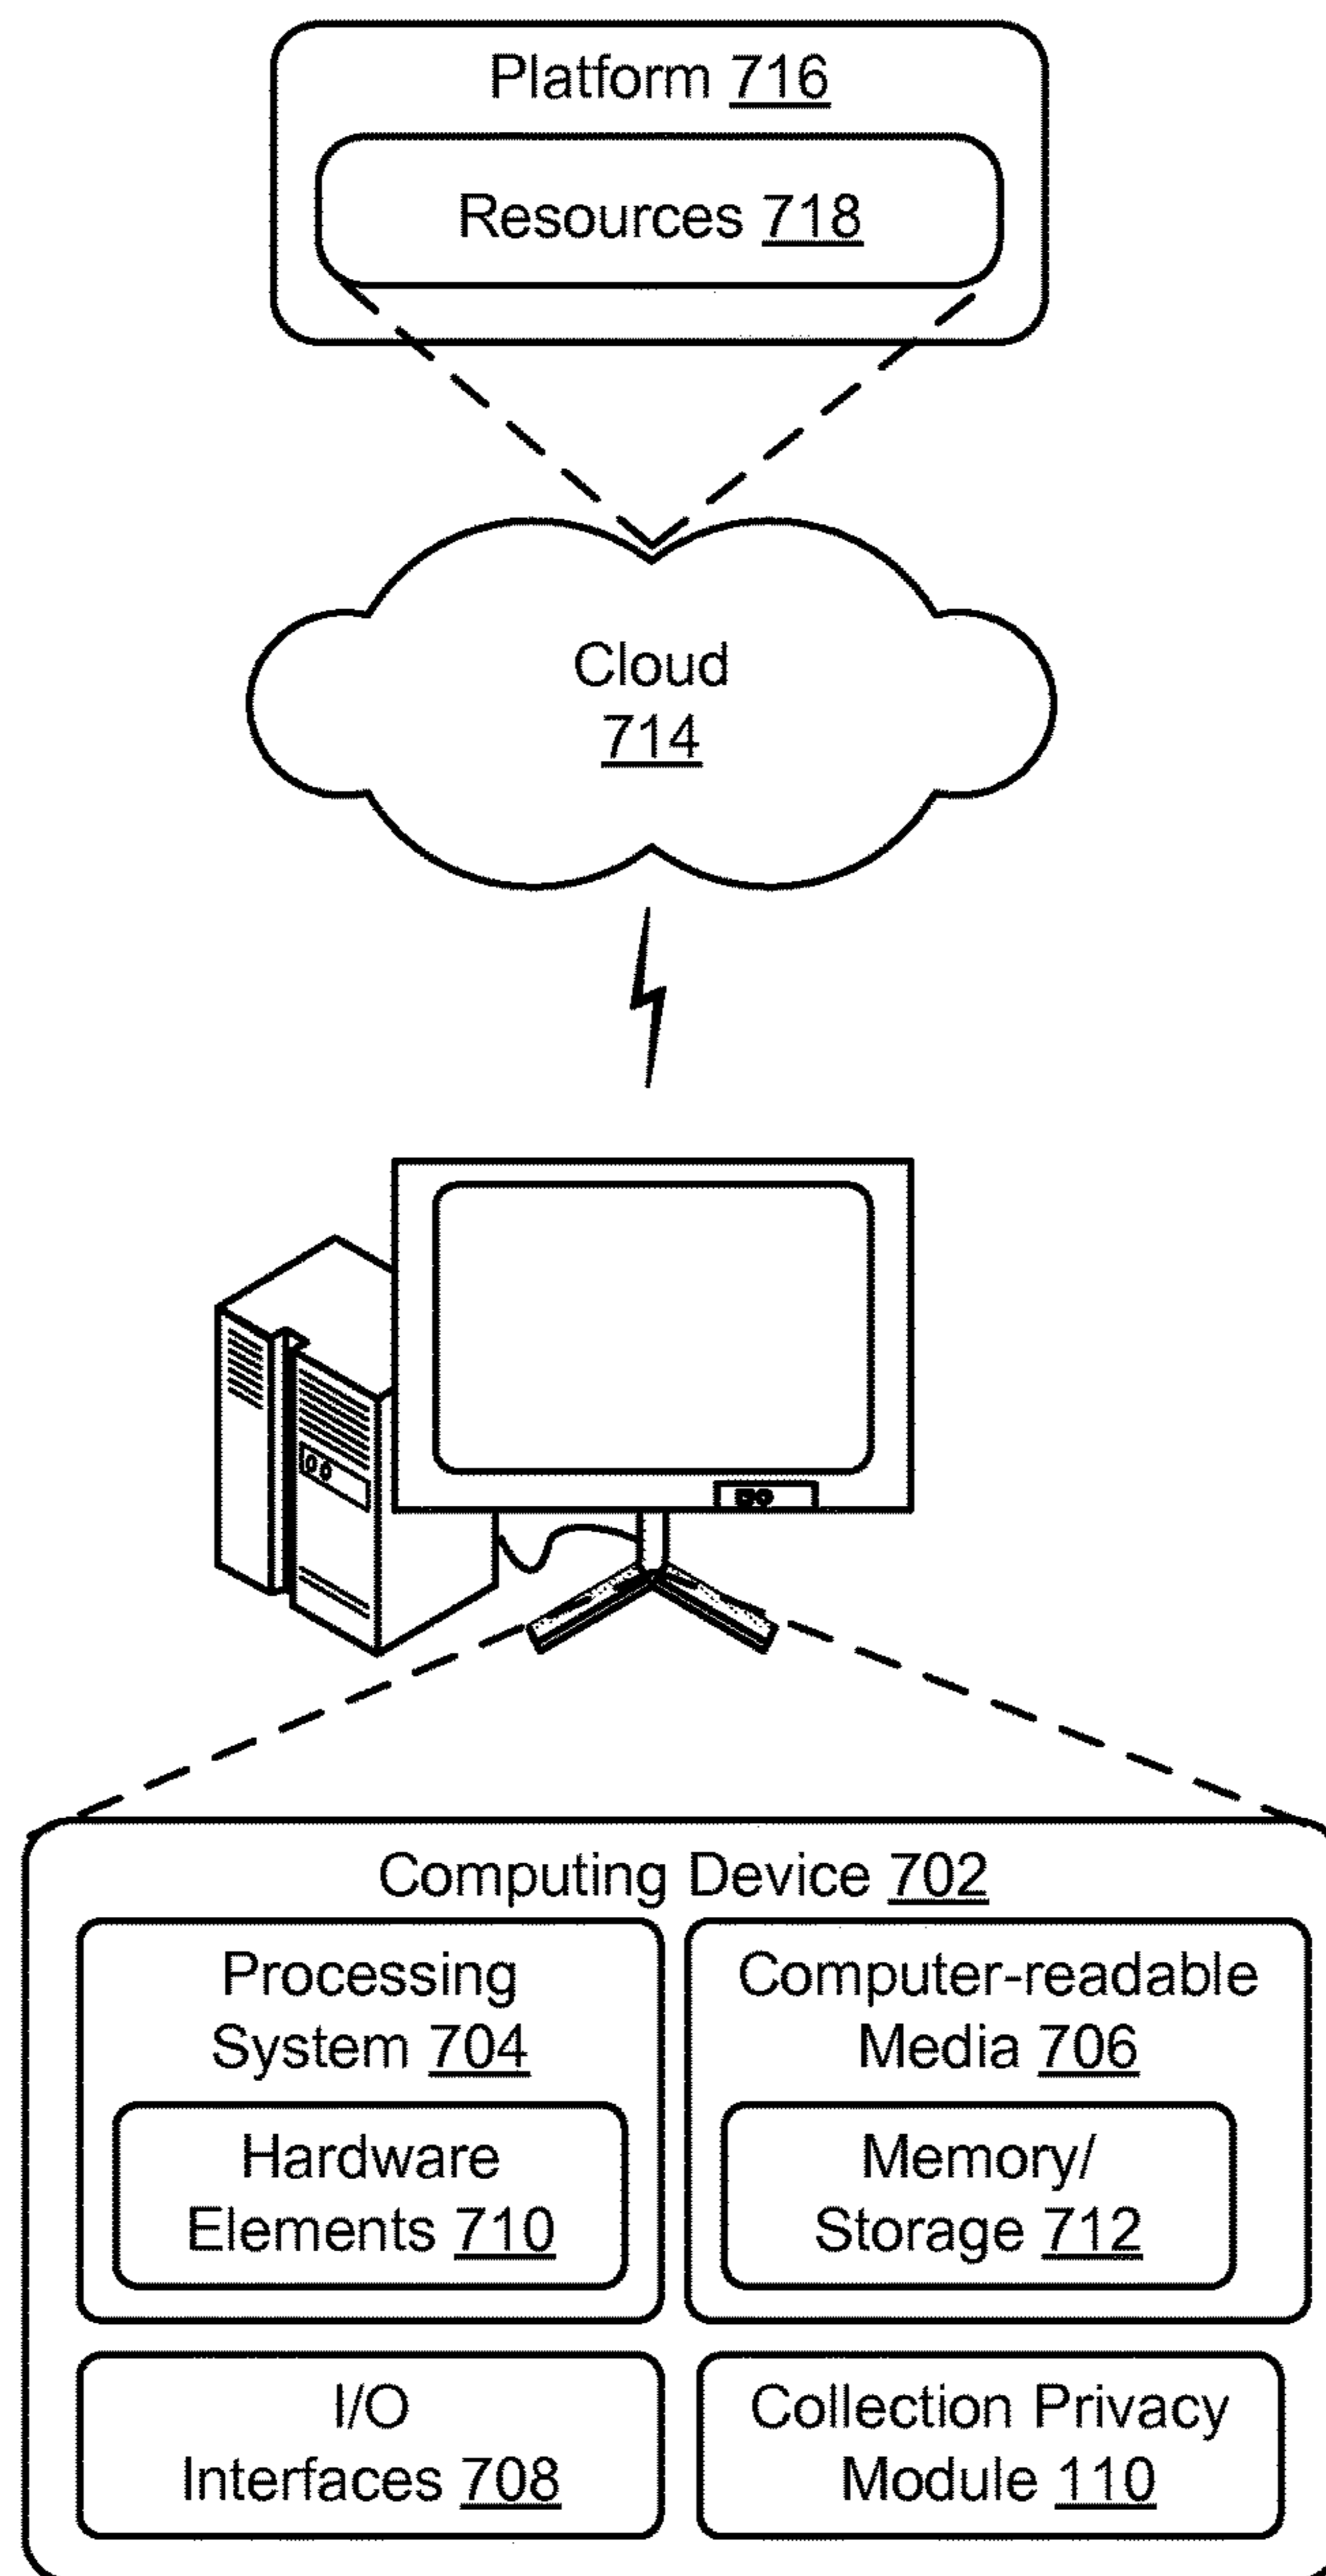 Platform 716
Resources 718
Cloud
714
Computing Device 702
Processing
System 704
Hardware
Elements 710
Computer-readable
Media 706
Memory/
Storage 712
I/O
Interfaces 708
Collection Privacy
Module 110